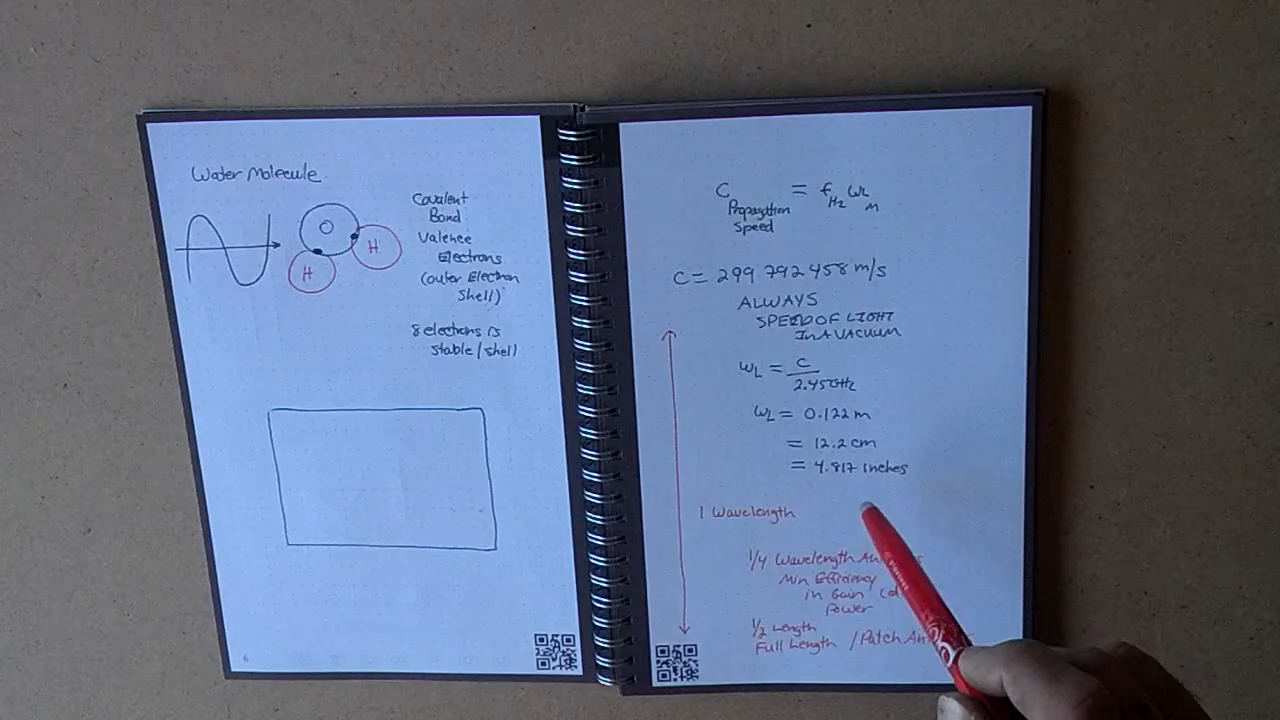 Water Molecule
O
H
H
Covalent
Bond
Valence
Electrons
(outer Electron
Shell)
8 electrons is
stable/shell
6
C = fHz WL M
Propagation
Speed
C = 299 792 458 m/s
ALWAYS
SPEED OF LIGHT
In A VACUUM
WL = C
2.45GHz
WL = 0.122 m
= 12.2 cm
= 4.817 inches
1 Wavelength
1/4 Wavelength
Min Efficiency
in Gain
Power
1/2 Length
Full Length / Patch